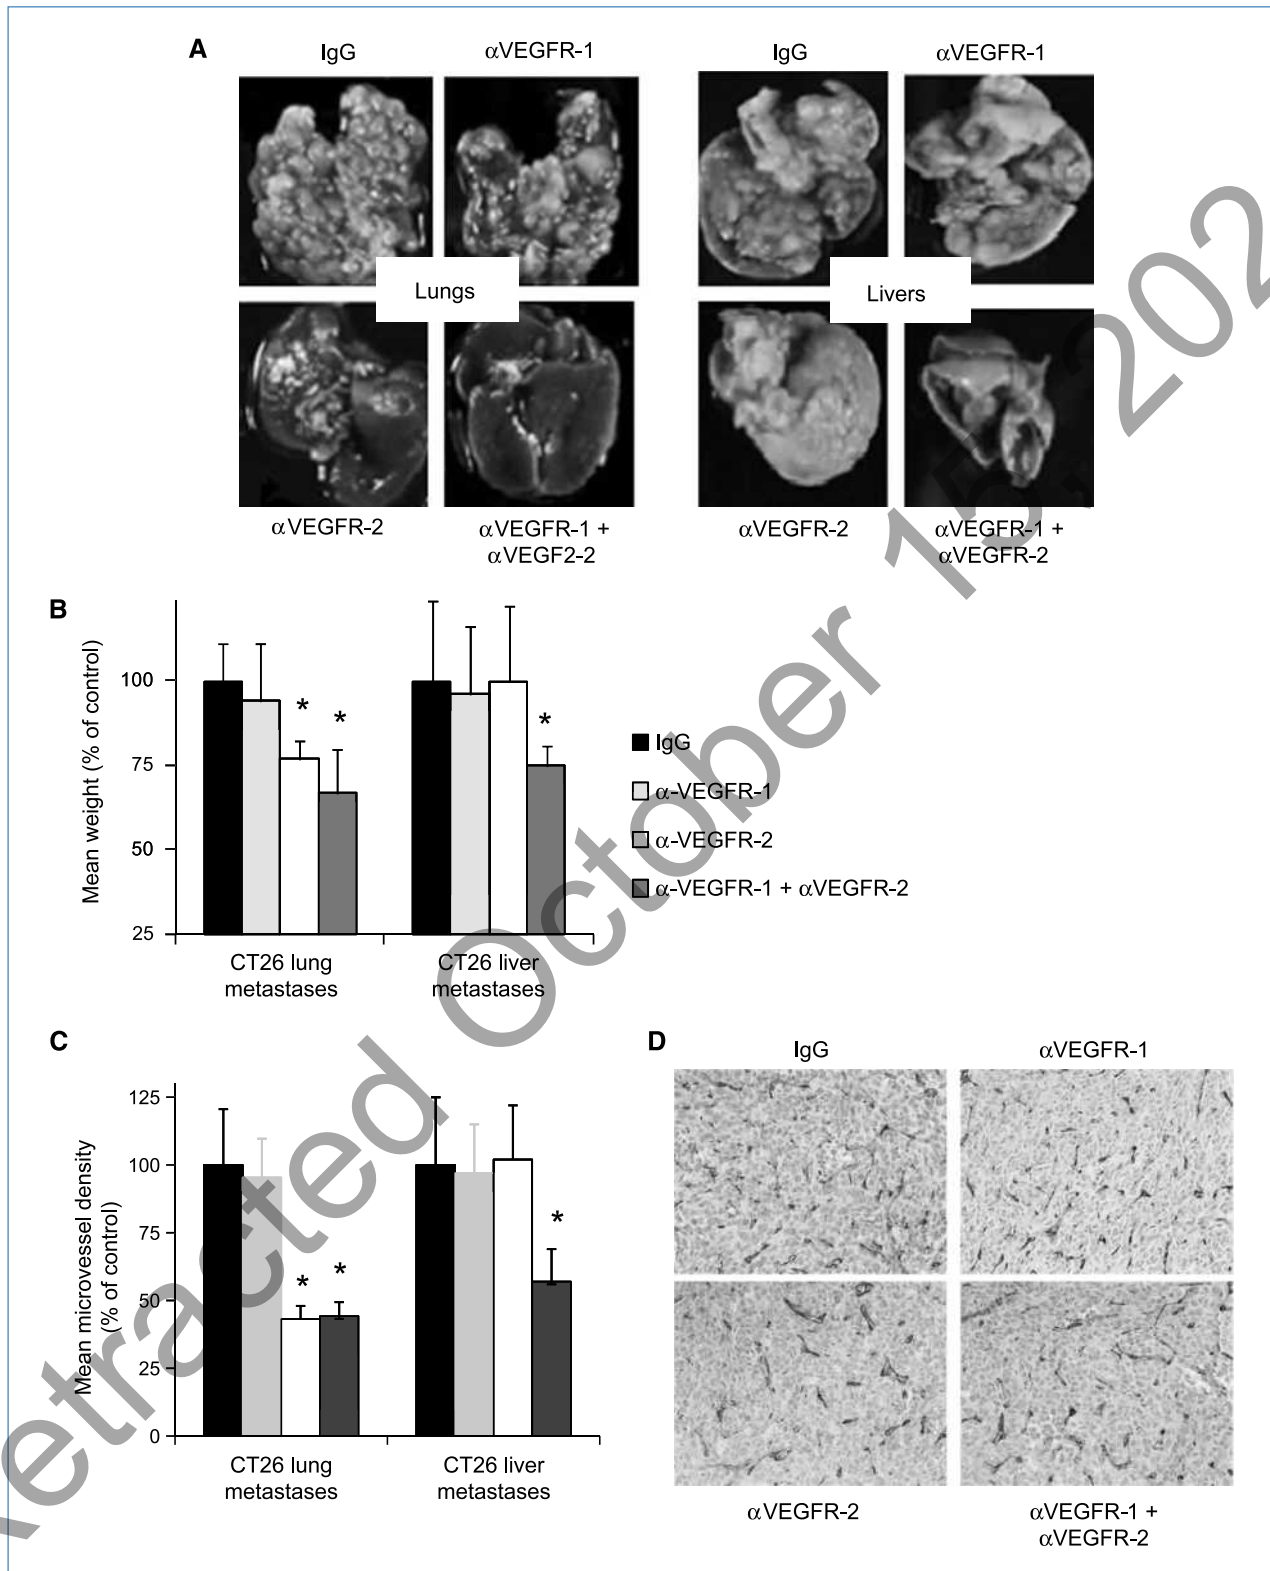 A
IgG
αVEGFR-1
IgG
αVEGFR-1
Lungs
Livers
αVEGFR-2
αVEGFR-1 +
αVEGF2-2
αVEGFR-2
αVEGFR-1 +
αVEGFR-2
B
Mean weight (% of control)
100
75
50
25
*
*
*
CT26 lung
metastases
CT26 liver
metastases
IgG
α-VEGFR-1
α-VEGFR-2
α-VEGFR-1 + αVEGFR-2
C
Mean microvessel density
(% of control)
125
100
75
50
25
0
*
*
*
CT26 lung
metastases
CT26 liver
metastases
D
IgG
αVEGFR-1
αVEGFR-2
αVEGFR-1 +
αVEGFR-2
Retracted October 15, 202